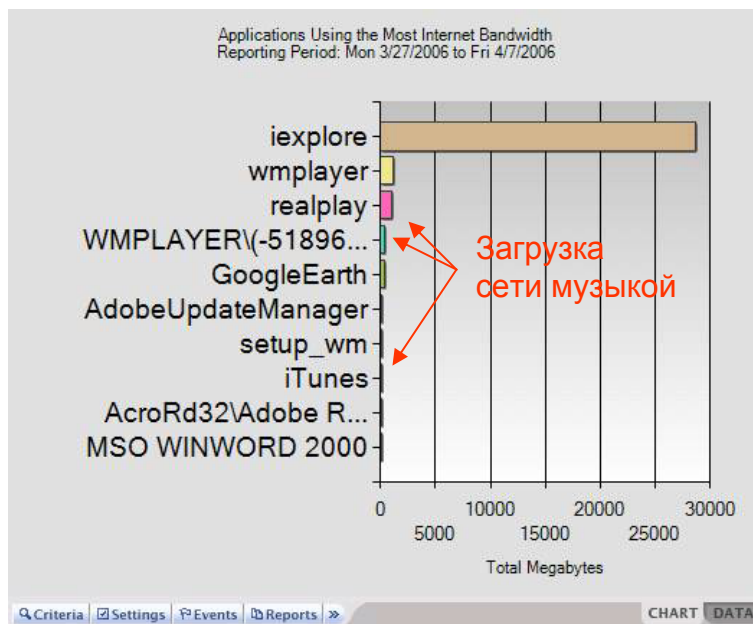 Applications Using the Most Internet Bandwidth
Reporting Period: Mon 3/27/2006 to Fri 4/7/2006
iexplore
wmplayer
realplay
WMPLAYER\(-51896...
GoogleEarth
AdobeUpdateManager
setup_wm
iTunes
AcroRd32\Adobe R...
MSO WINWORD 2000
Загрузка
сети музыкой
0 10000 20000 30000
5000 15000 25000
Total Megabytes
Criteria Settings Events Reports » CHART DATA